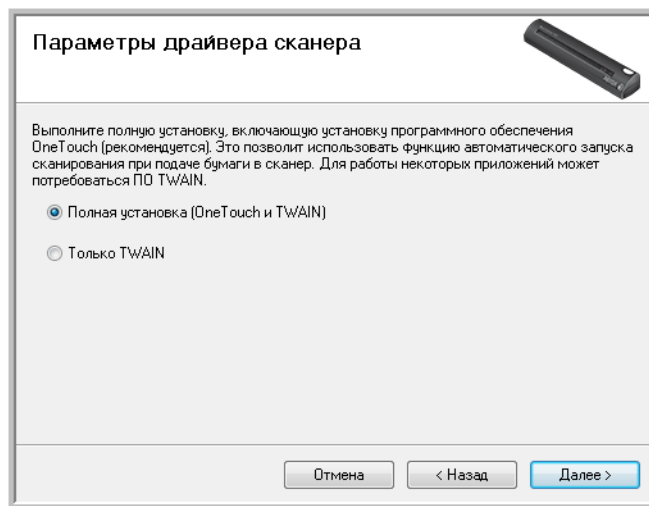 Параметры драйвера сканера
Выполните полную установку, включающую установку программного обеспечения
OneTouch (рекомендуется). Это позволит использовать функцию автоматического запуска
сканирования при подаче бумаги в сканер. Для работы некоторых приложений может
потребоваться ПО TWAIN.
Полная установка (OneTouch и TWAIN)
Только TWAIN
Отмена
< Назад
Далее >